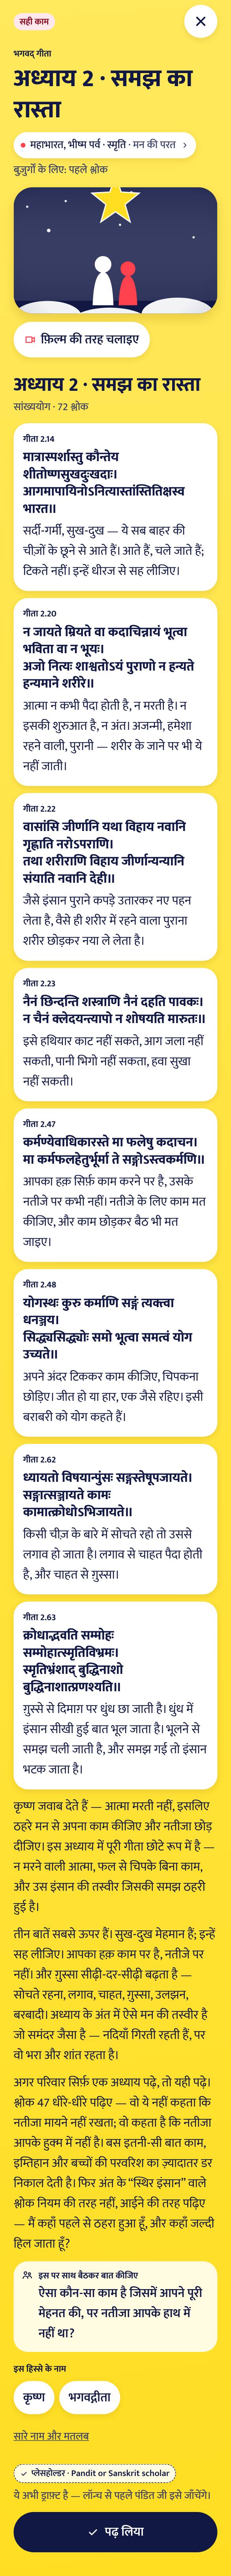 सही काम
भगवद् गीता
अध्याय 2 · समझ का
रास्ता
महाभारत, भीष्म पर्व · स्मृति · मन की परत
बुज़ुर्गों के लिए: पहले श्लोक
फ़िल्म की तरह चलाइए
अध्याय 2 · समझ का रास्ता
सांख्ययोग · 72 श्लोक
गीता 2.14
मात्रास्पर्शास्तु कौन्तेय
शीतोष्णसुखदुःखदाः।
आगमापायिनोऽनित्यास्तांस्तितिक्षस्व
भारत॥
सर्दी-गर्मी, सुख-दुख — ये सब बाहर की
चीज़ों के छूने से आते हैं। आते हैं, चले जाते हैं;
टिकते नहीं। इन्हें धीरज से सह लीजिए।
गीता 2.20
न जायते म्रियते वा कदाचिन्नायं भूत्वा
भविता वा न भूयः।
अजो नित्यः शाश्वतोऽयं पुराणो न हन्यते
हन्यमाने शरीरे॥
आत्मा न कभी पैदा होती है, न मरती है। न
इसकी शुरुआत है, न अंत। अजन्मी, हमेशा
रहने वाली, पुरानी — शरीर के जाने पर भी ये
नहीं जाती।
गीता 2.22
वासांसि जीर्णानि यथा विहाय नवानि
गृह्णाति नरोऽपराणि।
तथा शरीराणि विहाय जीर्णान्यन्यानि
संयाति नवानि देही॥
जैसे इंसान पुराने कपड़े उतारकर नए पहन
लेता है, वैसे ही शरीर में रहने वाला पुराना
शरीर छोड़कर नया ले लेता है।
गीता 2.23
नैनं छिन्दन्ति शस्त्राणि नैनं दहति पावकः।
न चैनं क्लेदयन्त्यापो न शोषयति मारुतः॥
इसे हथियार काट नहीं सकते, आग जला नहीं
सकती, पानी भिगो नहीं सकता, हवा सुखा
नहीं सकती।
गीता 2.47
कर्मण्येवाधिकारस्ते मा फलेषु कदाचन।
मा कर्मफलहेतुर्भूर्मा ते सङ्गोऽस्त्वकर्मणि॥
आपका हक़ सिर्फ़ काम करने पर है, उसके
नतीजे पर कभी नहीं। नतीजे के लिए काम मत
कीजिए, और काम छोड़कर बैठ भी मत
जाइए।
गीता 2.48
योगस्थः कुरु कर्माणि सङ्गं त्यक्त्वा
धनञ्जय।
सिद्ध्यसिद्ध्योः समो भूत्वा समत्वं योग
उच्यते॥
अपने अंदर टिककर काम कीजिए, चिपकना
छोड़िए। जीत हो या हार, एक जैसे रहिए। इसी
बराबरी को योग कहते हैं।
गीता 2.62
ध्यायतो विषयान्पुंसः सङ्गस्तेषूपजायते।
सङ्गात्सञ्जायते कामः
कामात्क्रोधोऽभिजायते॥
किसी चीज़ के बारे में सोचते रहो तो उससे
लगाव हो जाता है। लगाव से चाहत पैदा होती
है, और चाहत से ग़ुस्सा।
गीता 2.63
क्रोधाद्भवति सम्मोहः
सम्मोहात्स्मृतिविभ्रमः।
स्मृतिभ्रंशाद् बुद्धिनाशो
बुद्धिनाशात्प्रणश्यति॥
ग़ुस्से से दिमाग़ पर धुंध छा जाती है। धुंध में
इंसान सीखी हुई बात भूल जाता है। भूलने से
समझ चली जाती है, और समझ गई तो इंसान
भटक जाता है।
कृष्ण जवाब देते हैं — आत्मा मरती नहीं, इसलिए
ठहरे मन से अपना काम कीजिए और नतीजा छोड़
दीजिए। इस अध्याय में पूरी गीता छोटे रूप में है —
न मरने वाली आत्मा, फल से चिपके बिना काम,
और उस इंसान की तस्वीर जिसकी समझ ठहरी
हुई है।
तीन बातें सबसे ऊपर हैं। सुख-दुख मेहमान हैं; इन्हें
सह लीजिए। आपका हक़ काम पर है, नतीजे पर
नहीं। और ग़ुस्सा सीढ़ी-दर-सीढ़ी बढ़ता है —
सोचते रहना, लगाव, चाहत, ग़ुस्सा, उलझन,
बरबादी। अध्याय के अंत में ऐसे मन की तस्वीर है
जो समंदर जैसा है — नदियाँ गिरती रहती हैं, पर
वो भरा और शांत रहता है।
अगर परिवार सिर्फ़ एक अध्याय पढ़े, तो यही पढ़े।
श्लोक 47 धीरे-धीरे पढ़िए — वो ये नहीं कहता कि
नतीजा मायने नहीं रखता; वो कहता है कि नतीजा
आपके हुक्म में नहीं है। बस इतनी-सी बात काम,
इम्तिहान और बच्चों की परवरिश का ज़्यादातर डर
निकाल देती है। फिर अंत के “स्थिर इंसान” वाले
श्लोक नियम की तरह नहीं, आईने की तरह पढ़िए
— मैं कहाँ पहले से ठहरा हुआ हूँ, और कहाँ जल्दी
हिल जाता हूँ?
इस पर साथ बैठकर बात कीजिए
ऐसा कौन-सा काम है जिसमें आपने पूरी
मेहनत की, पर नतीजा आपके हाथ में
नहीं था?
इस हिस्से के नाम
कृष्ण
भगवद्गीता
सारे नाम और मतलब
प्लेसहोल्डर · Pandit or Sanskrit scholar
ये अभी ड्राफ़्ट है — लॉन्च से पहले पंडित जी इसे जाँचेंगे।
पढ़ लिया